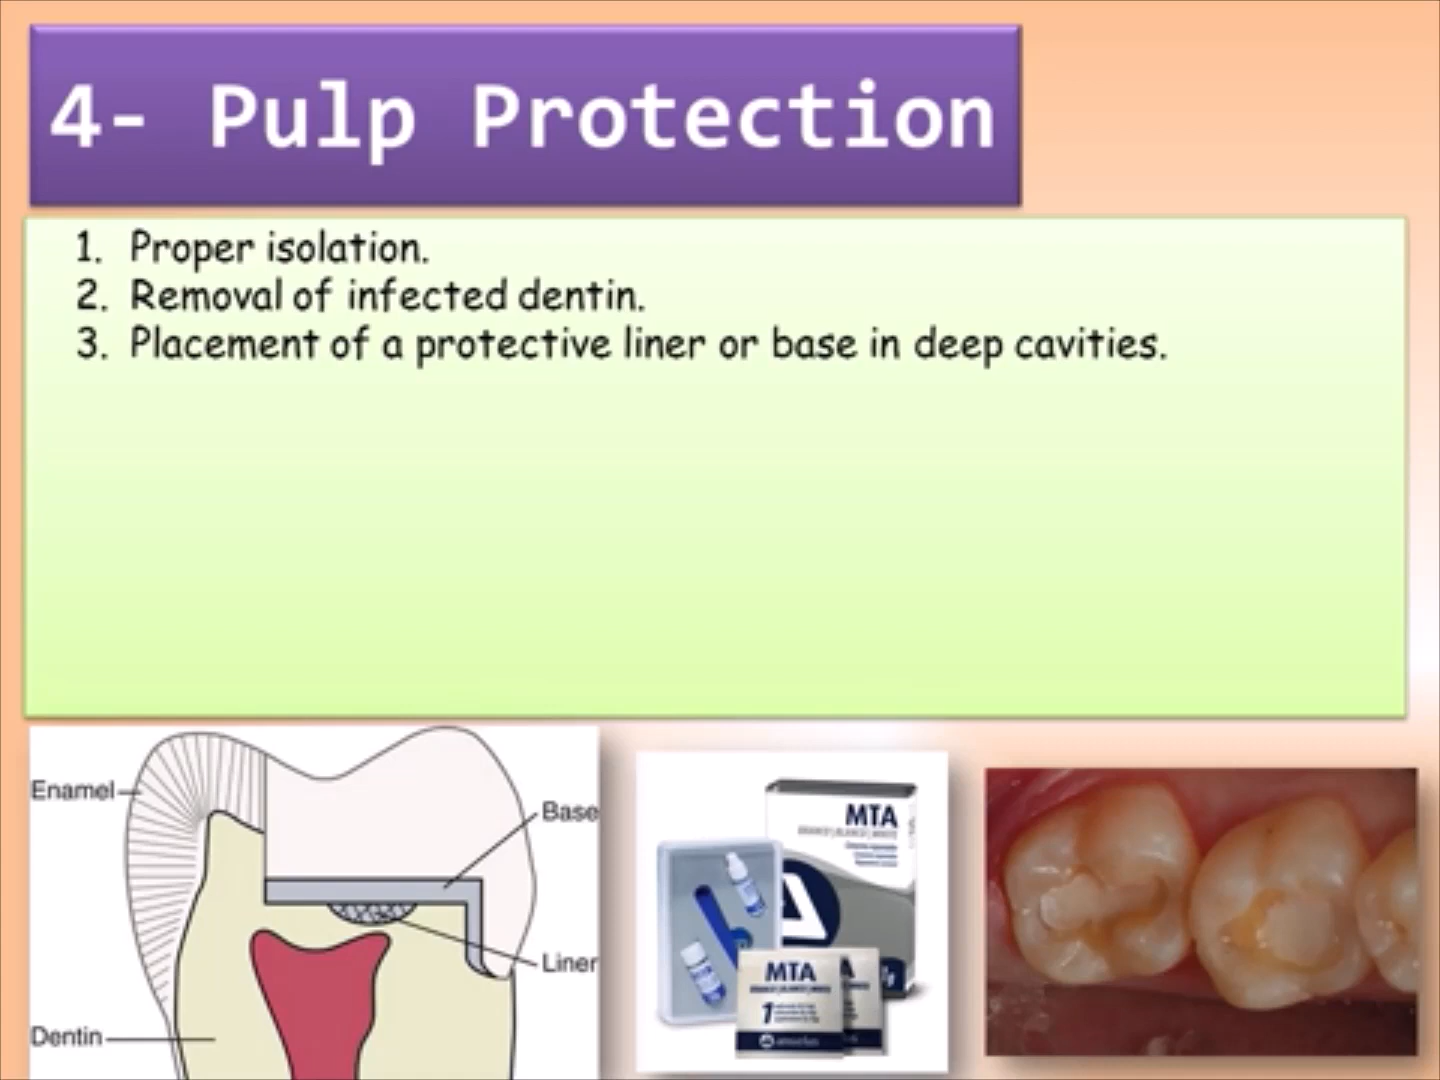 4- Pulp Protection
1. Proper isolation.
2. Removal of infected dentin.
3. Placement of a protective liner or base in deep cavities.
Enamel
Base
Liner
Dentin
MTA
MTA
1
A